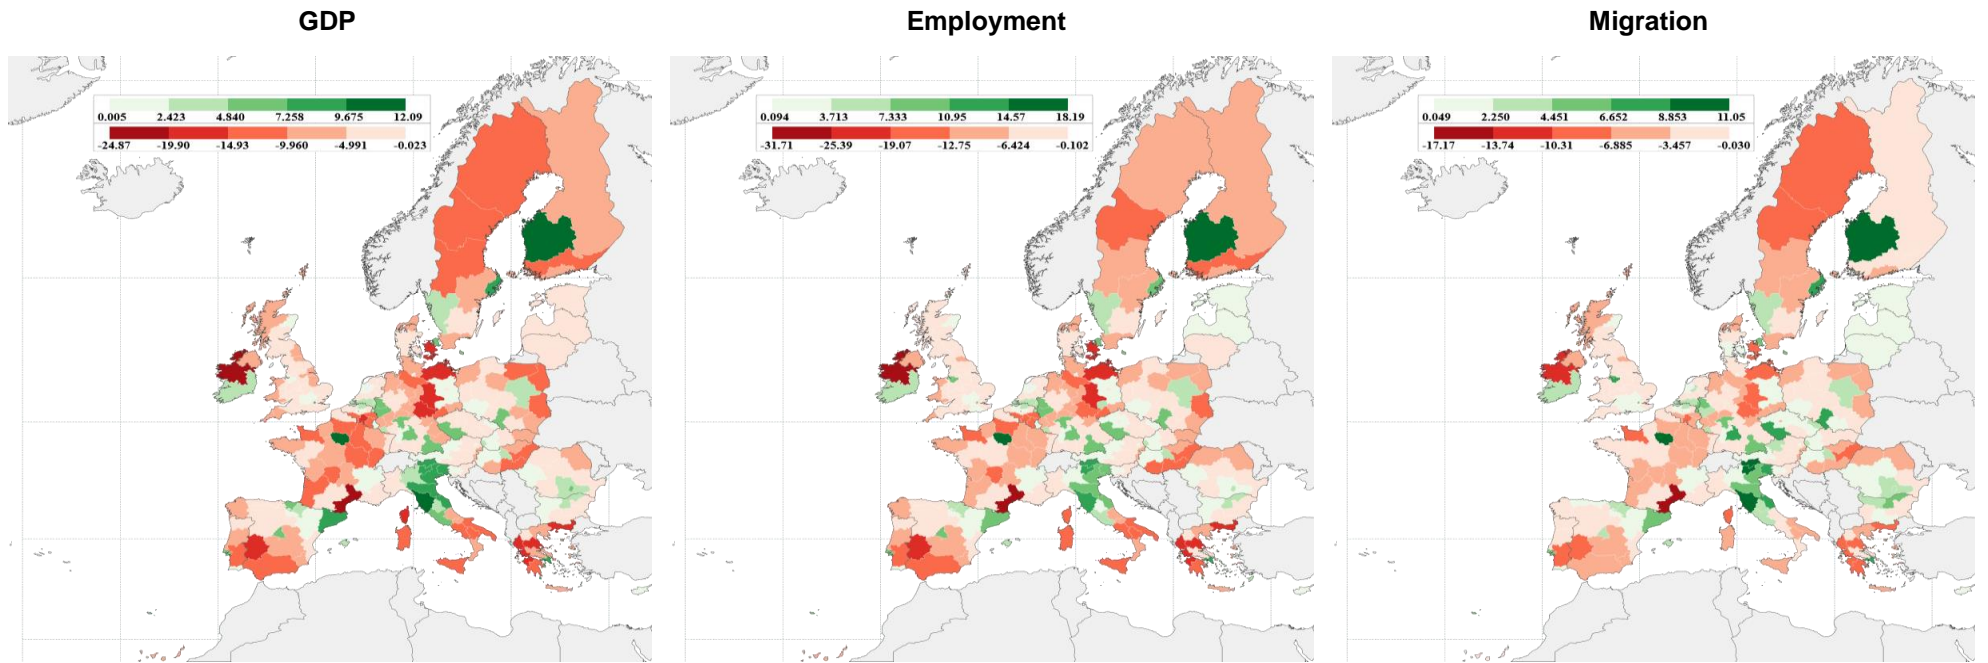 GDP
Employment
Migration
0.005 2.423 4.840 7.258 9.675 12.09
-24.87 -19.90 -14.93 -9.960 -4.991 -0.023
0.094 3.713 7.333 10.95 14.57 18.19
-31.71 -25.39 -19.07 -12.75 -6.424 -0.102
0.049 2.250 4.451 6.652 8.853 11.05
-17.17 -13.74 -10.31 -6.885 -3.457 -0.030